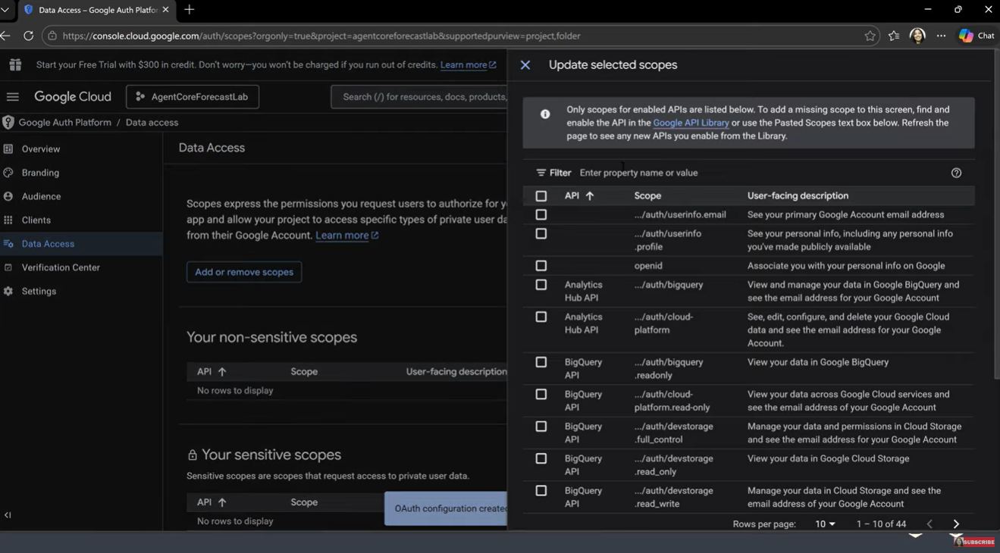 Data Access – Google Auth Platfor
https://console.cloud.google.com/auth/scopes?orgonly=true&project=agentcoreforecastlab&supportedpurview=project,folder
Chat
Start your Free Trial with $300 in credit. Don't worry—you won't be charged if you run out of credits. Learn more
Google Cloud
AgentCoreForecastLab
Search (/) for resources, docs, products,
Google Auth Platform / Data access
Overview
Branding
Audience
Clients
Data Access
Verification Center
Settings
Data Access
Scopes express the permissions you request users to authorize for y
app and allow your project to access specific types of private user da
from their Google Account. Learn more
Add or remove scopes
Your non-sensitive scopes
API Scope User-facing description
No rows to display
Your sensitive scopes
Sensitive scopes are scopes that request access to private user data.
API Scope
No rows to display
OAuth configuration created
Update selected scopes
Only scopes for enabled APIs are listed below. To add a missing scope to this screen, find and
enable the API in the Google API Library or use the Pasted Scopes text box below. Refresh the
page to see any new APIs you enable from the Library.
Filter Enter property name or value
API Scope User-facing description
.../auth/userinfo.email See your primary Google Account email address
.../auth/userinfo See your personal info, including any personal info
.profile you've made publicly available
openid Associate you with your personal info on Google
Analytics .../auth/bigquery View and manage your data in Google BigQuery and
Hub API see the email address for your Google Account
Analytics .../auth/cloud- See, edit, configure, and delete your Google Cloud
Hub API platform data and see the email address for your Google
Account.
BigQuery .../auth/bigquery View your data in Google BigQuery
API .readonly
BigQuery .../auth/cloud- View your data across Google Cloud services and
API platform.read-only see the email address of your Google Account
BigQuery .../auth/devstorage Manage your data and permissions in Cloud Storage
API .full_control and see the email address for your Google Account
BigQuery .../auth/devstorage View your data in Google Cloud Storage
API .read_only
BigQuery .../auth/devstorage Manage your data in Cloud Storage and see the
API .read_write email address of your Google Account
Rows per page: 10 1 – 10 of 44
SUBSCRIBE